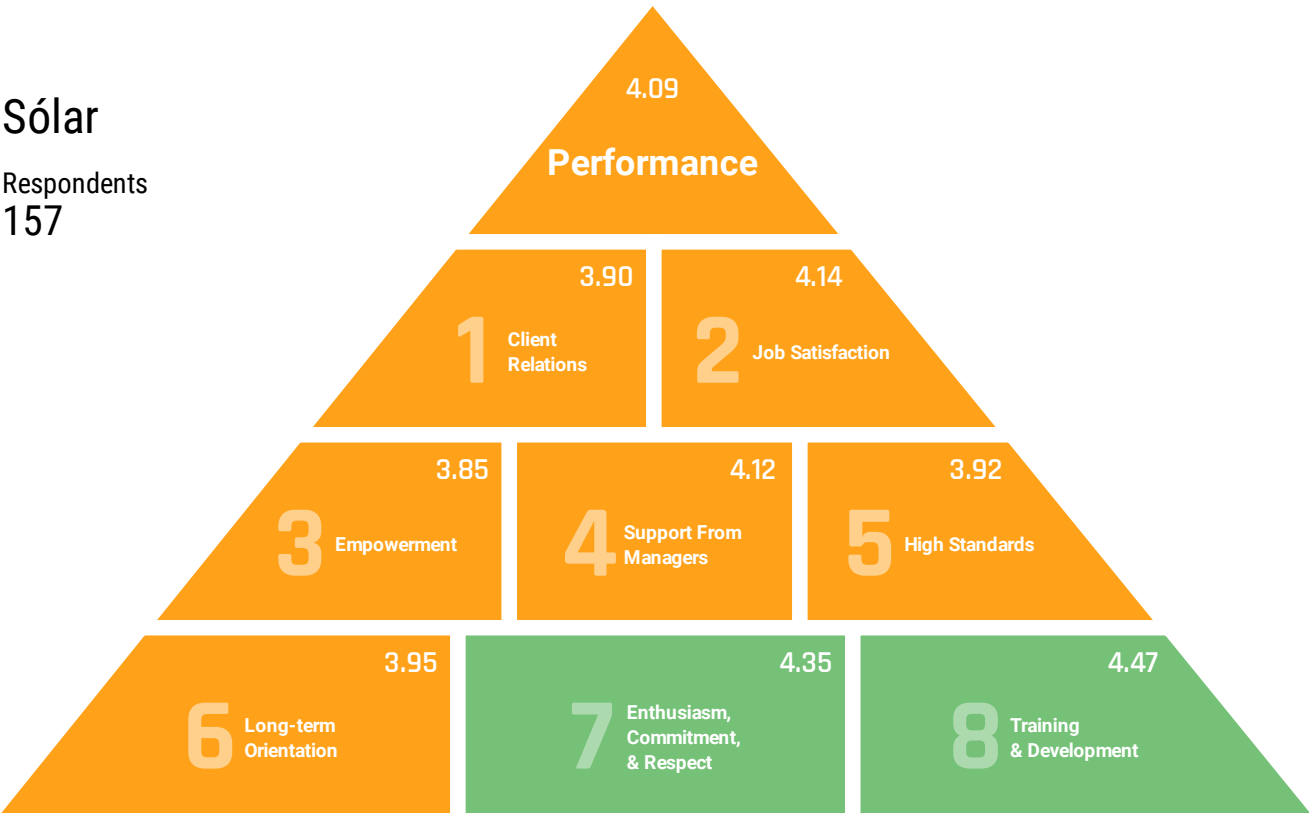 Sólar
Respondents
157
4.09
Performance
3.90
1
Client
Relations
4.14
2
Job Satisfaction
3.85
3
Empowerment
4.12
4
Support From
Managers
3.92
5
High Standards
3.95
6
Long-term
Orientation
4.35
7
Enthusiasm,
Commitment,
& Respect
4.47
8
Training
& Development